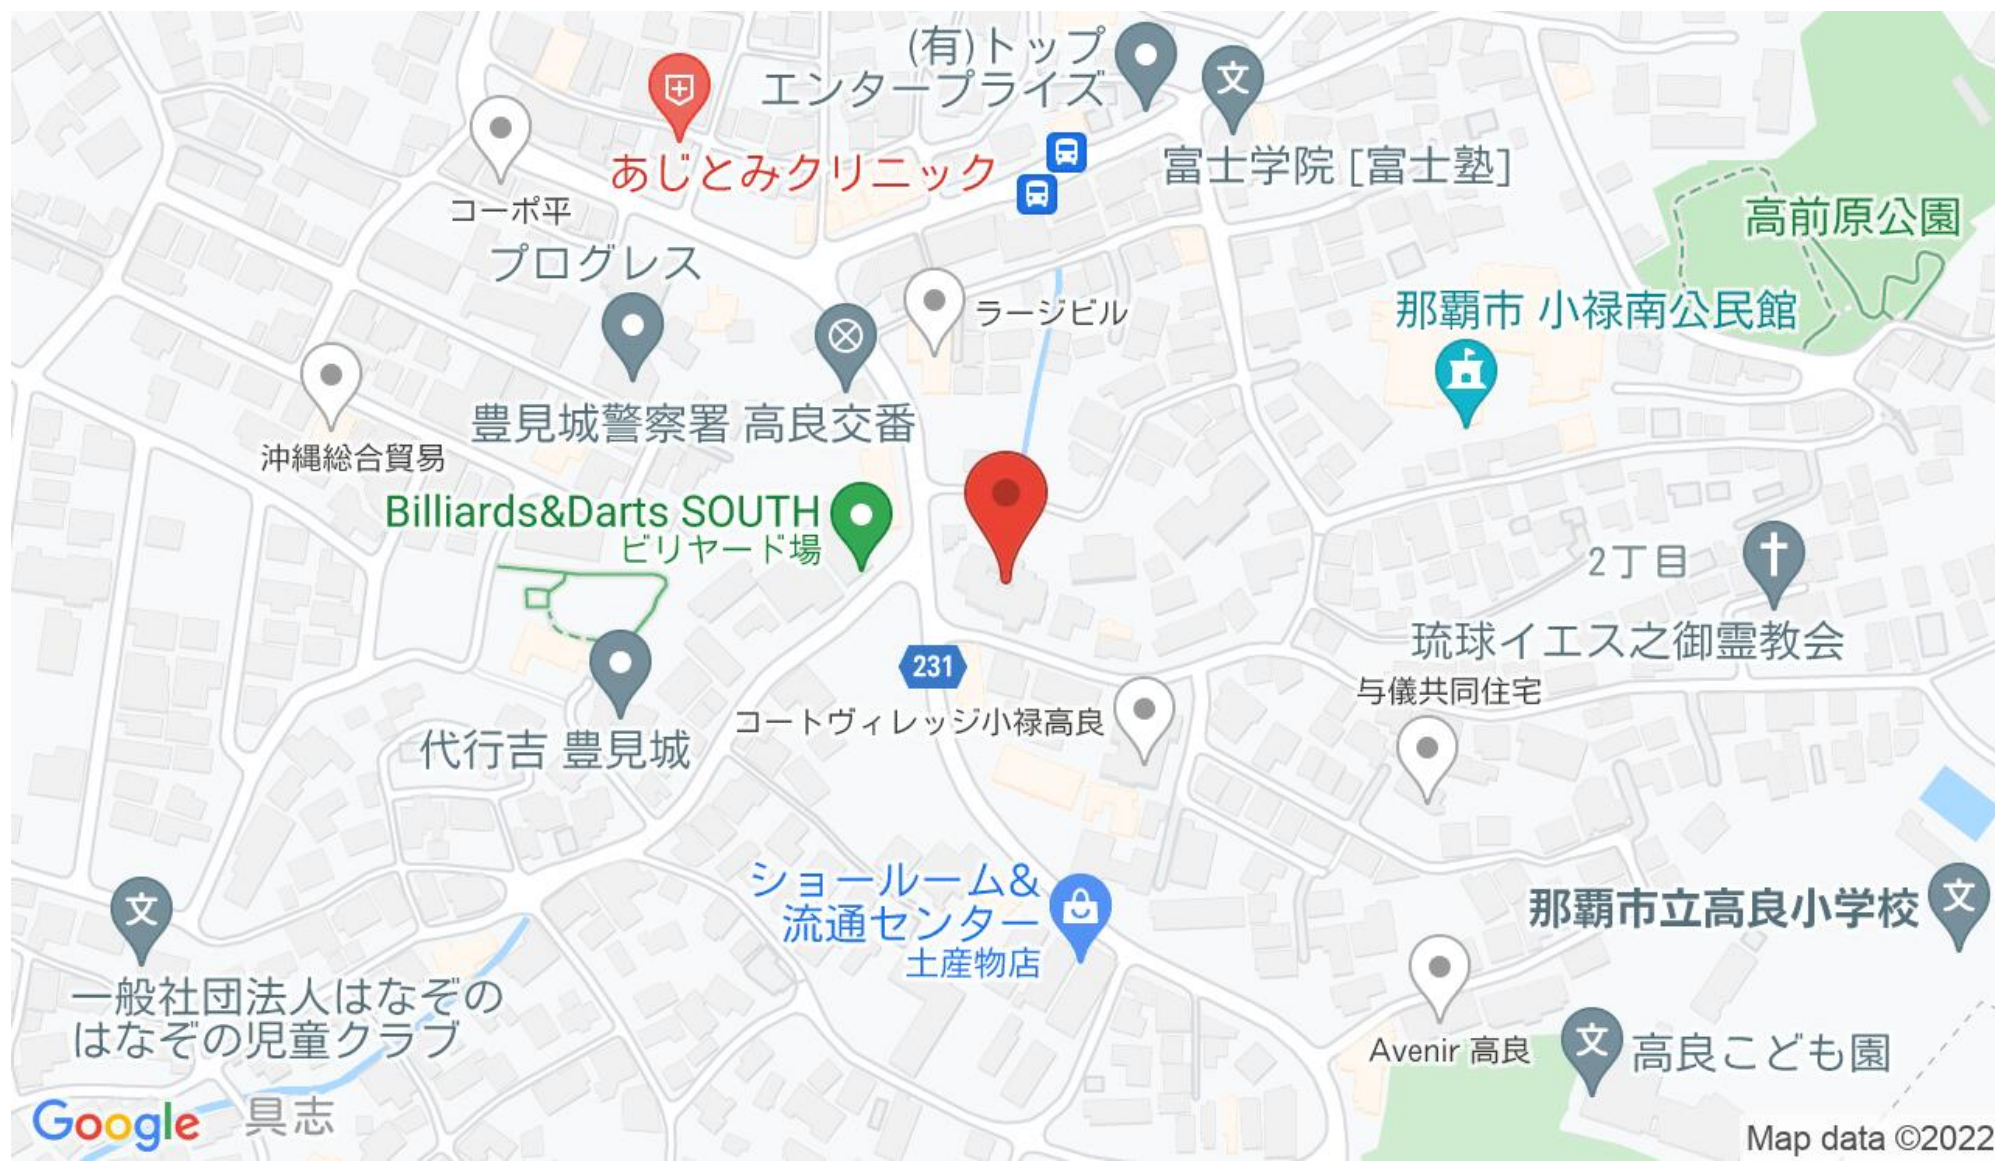 (有)トップ
エンタープライズ
文
富士学院 [富士塾]
あじとみクリニック
コーポ平
高前原公園
プログレス
ラージビル
那覇市 小禄南公民館
豊見城警察署 高良交番
沖縄総合貿易
Billiards&Darts SOUTH
ビリヤード場
2丁目
琉球イエス之御霊教会
231
与儀共同住宅
コートヴィレッジ小禄高良
代行吉 豊見城
ショールーム&
流通センター
土産物店
那覇市立高良小学校
文
文
一般社団法人はなぞの
はなぞの児童クラブ
Avenir 高良
文
高良こども園
Google
具志
Map data ©2022